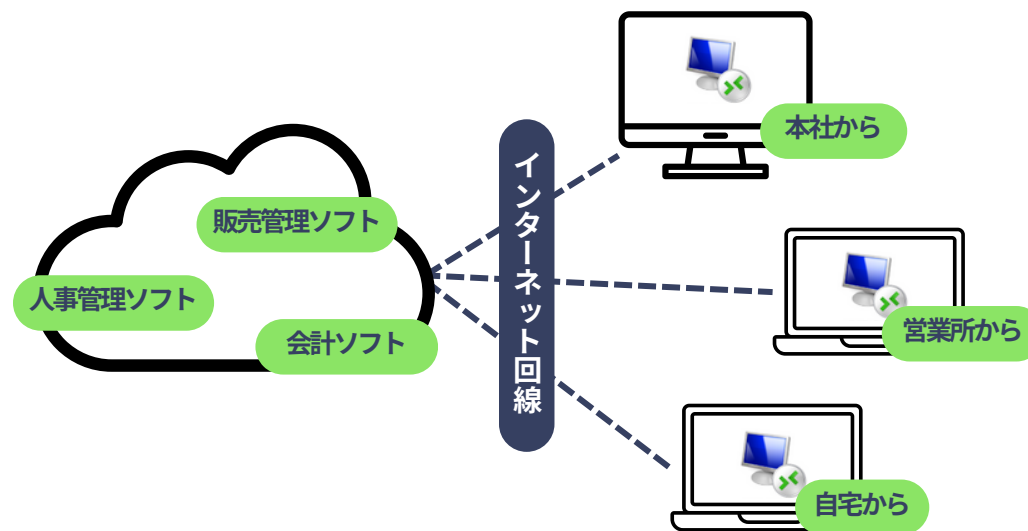 販売管理ソフト
人事管理ソフト
会計ソフト
インターネット回線
本社から
営業所から
自宅から